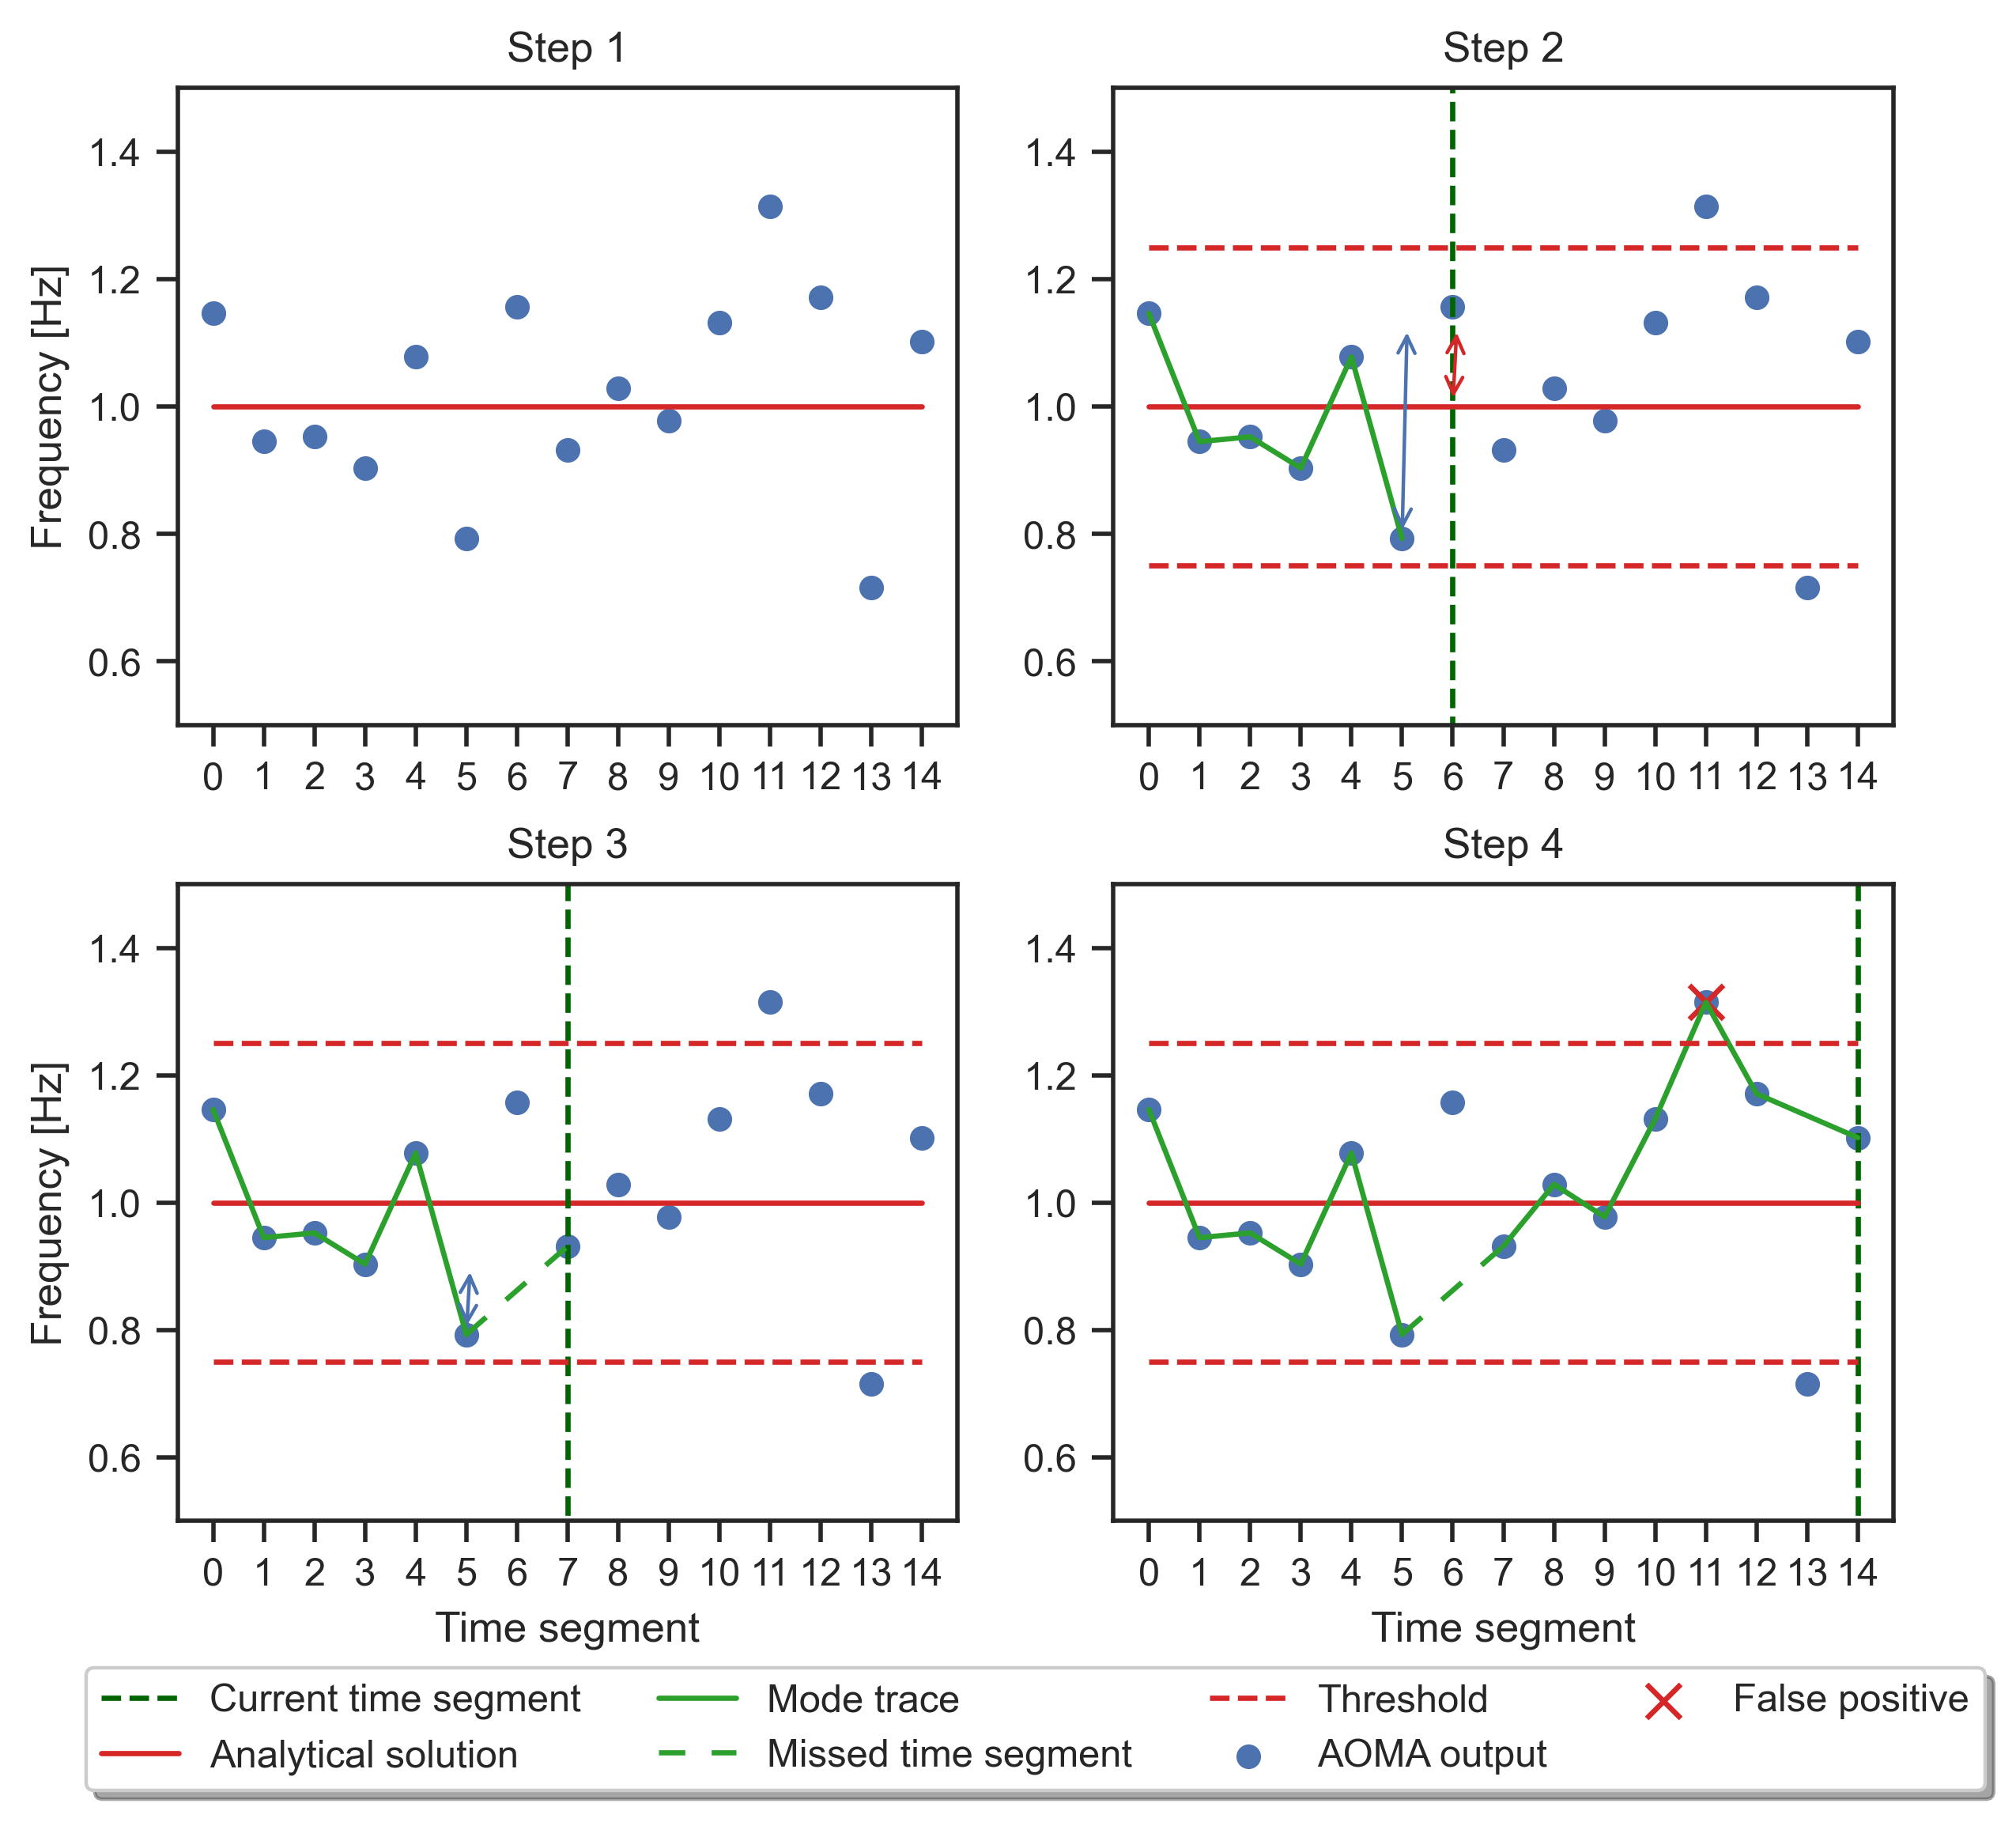 Step 1
Frequency [Hz]
1.4
1.2
1.0
0.8
0.6
0 1 2 3 4 5 6 7 8 9 10 11 12 13 14
Step 2
1.4
1.2
1.0
0.8
0.6
0 1 2 3 4 5 6 7 8 9 10 11 12 13 14
Step 3
Frequency [Hz]
1.4
1.2
1.0
0.8
0.6
0 1 2 3 4 5 6 7 8 9 10 11 12 13 14
Time segment
Step 4
1.4
1.2
1.0
0.8
0.6
0 1 2 3 4 5 6 7 8 9 10 11 12 13 14
Time segment
Current time segment
Analytical solution
Mode trace
Missed time segment
Threshold
AOMA output
False positive